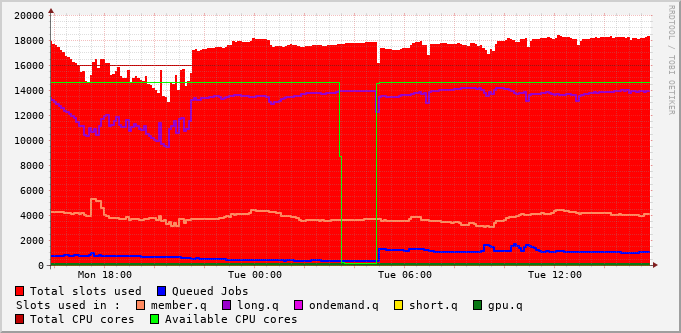 RRDTOOL / TOBI OETIKER
20000
18000
16000
14000
12000
10000
8000
6000
4000
2000
0
Mon 18:00 Tue 00:00 Tue 06:00 Tue 12:00
Total slots used Queued Jobs
Slots used in : member.q long.q ondemand.q short.q gpu.q
Total CPU cores Available CPU cores